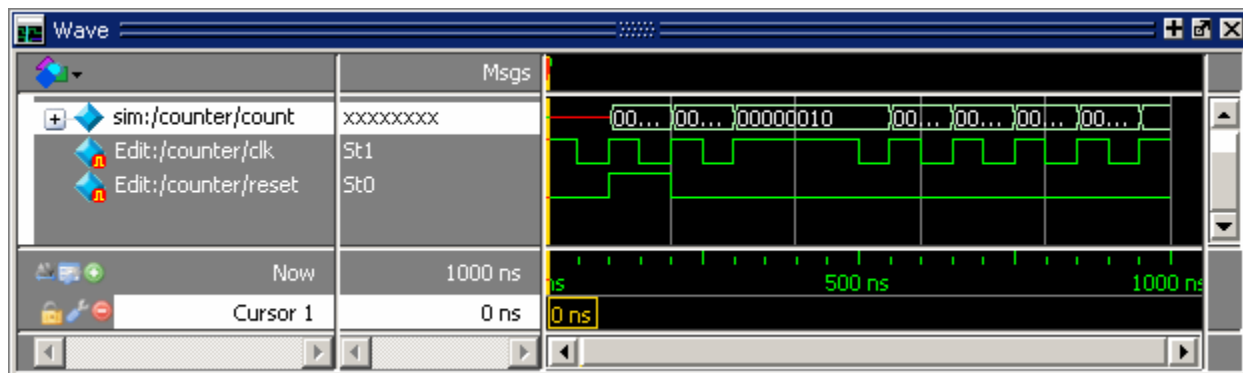 Wave
Msgs
sim:/counter/count xxxxxxxx 00... 00... 00000010 00... 00... 00... 00...
Edit:/counter/clk St1
Edit:/counter/reset St0
Now 1000 ns ns 500 ns 1000 ns
Cursor 1 0 ns 0 ns